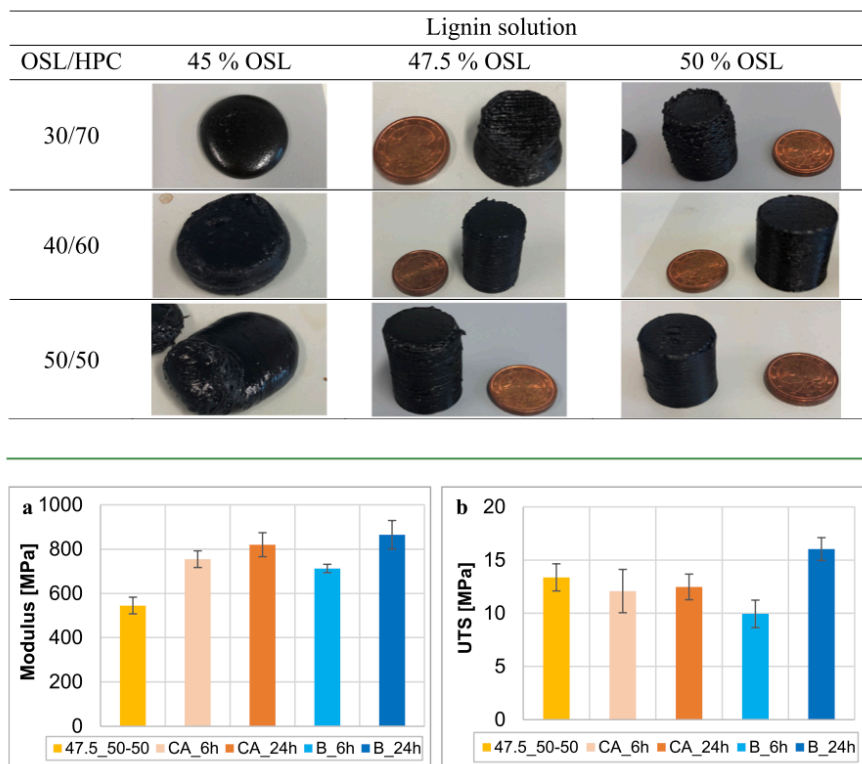 Lignin solution
OSL/HPC 45 % OSL 47.5 % OSL 50 % OSL
30/70
40/60
50/50
a
Modulus [MPa]
1000
800
600
400
200
0
47.5_50-50 CA_6h CA_24h B_6h B_24h
b
UTS [MPa]
20
15
10
5
0
47.5_50-50 CA_6h CA_24h B_6h B_24h